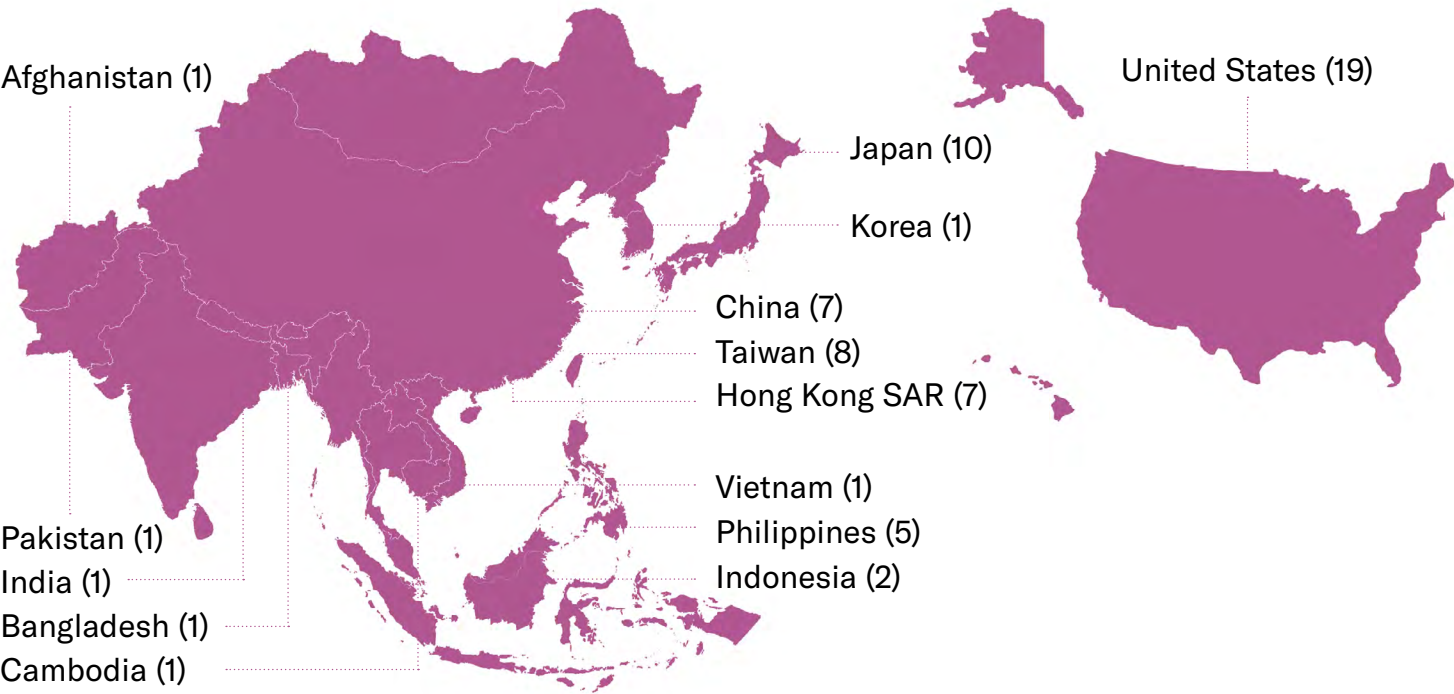 Afghanistan (1)
United States (19)
Japan (10)
Korea (1)
China (7)
Taiwan (8)
Hong Kong SAR (7)
Vietnam (1)
Philippines (5)
Indonesia (2)
Pakistan (1)
India (1)
Bangladesh (1)
Cambodia (1)